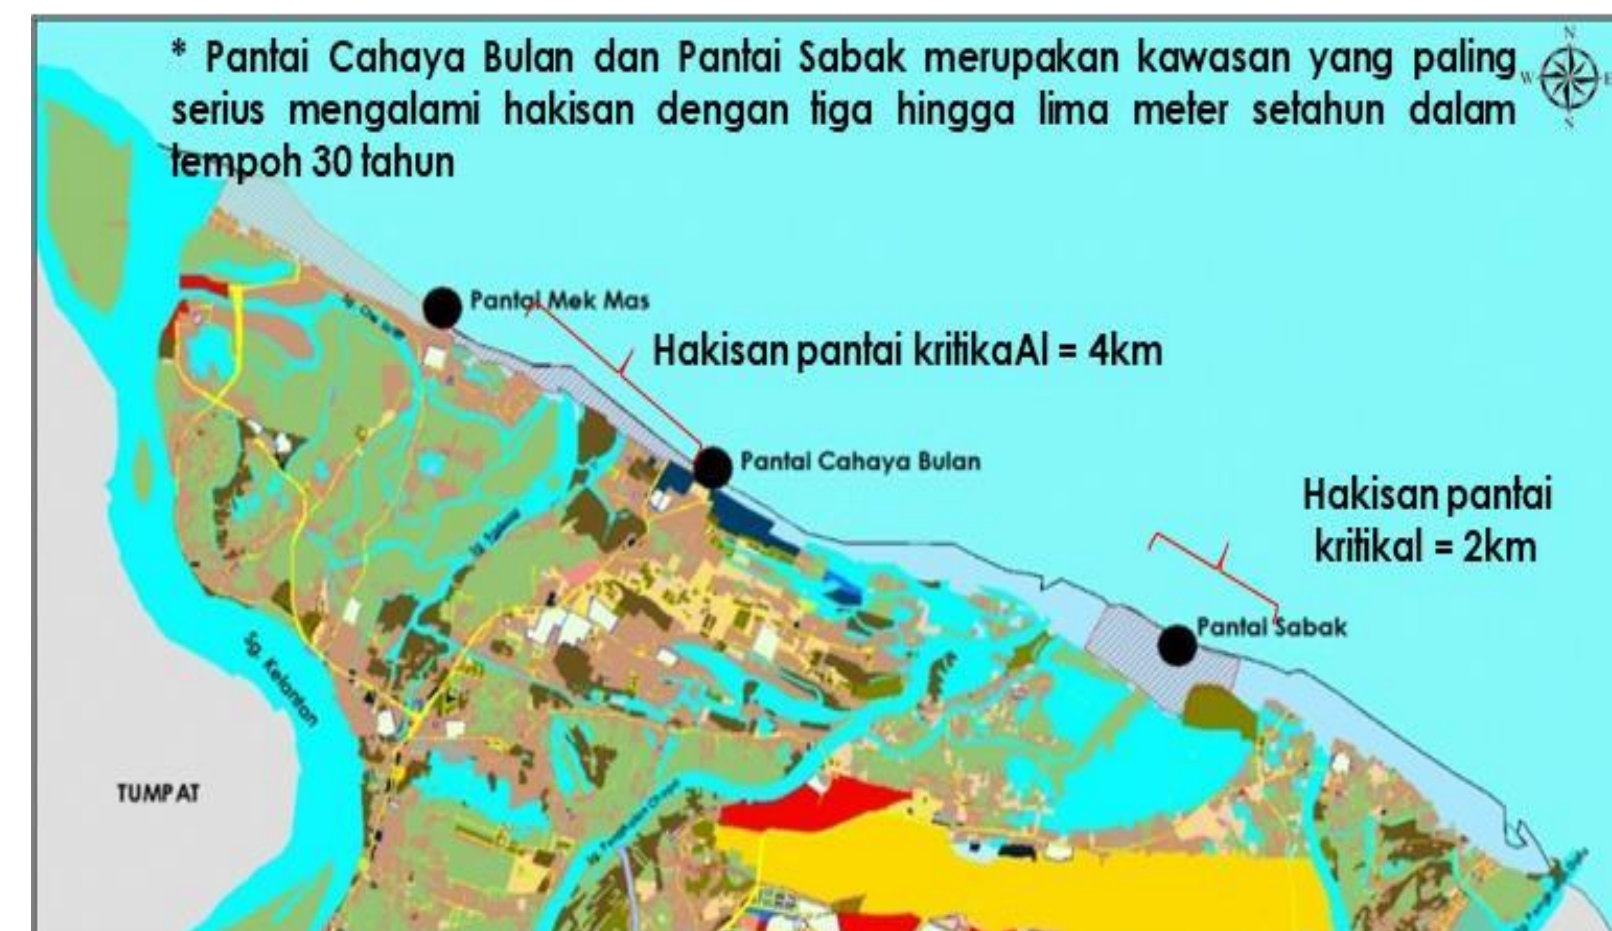 * Pantai Cahaya Bulan dan Pantai Sabak merupakan kawasan yang paling
serius mengalami hakisan dengan tiga hingga lima meter setahun dalam
tempoh 30 tahun
N
W
E
Pantai Mek Mas
Hakisan pantai kritikaAl = 4km
Pantai Cahaya Bulan
Hakisan pantai
kritikal = 2km
Pantai Sabak
Sg. Kelantan
TUMPAT